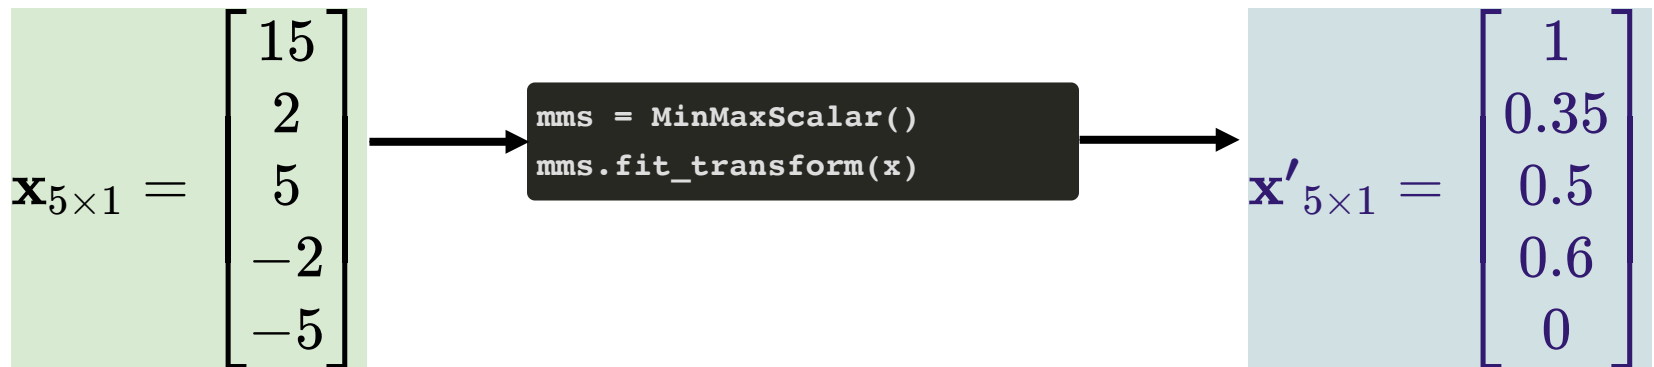 x5×1 = [15
2
5
−2
−5]
mms = MinMaxScalar()
mms.fit_transform(x)
x′5×1 = [1
0.35
0.5
0.6
0]